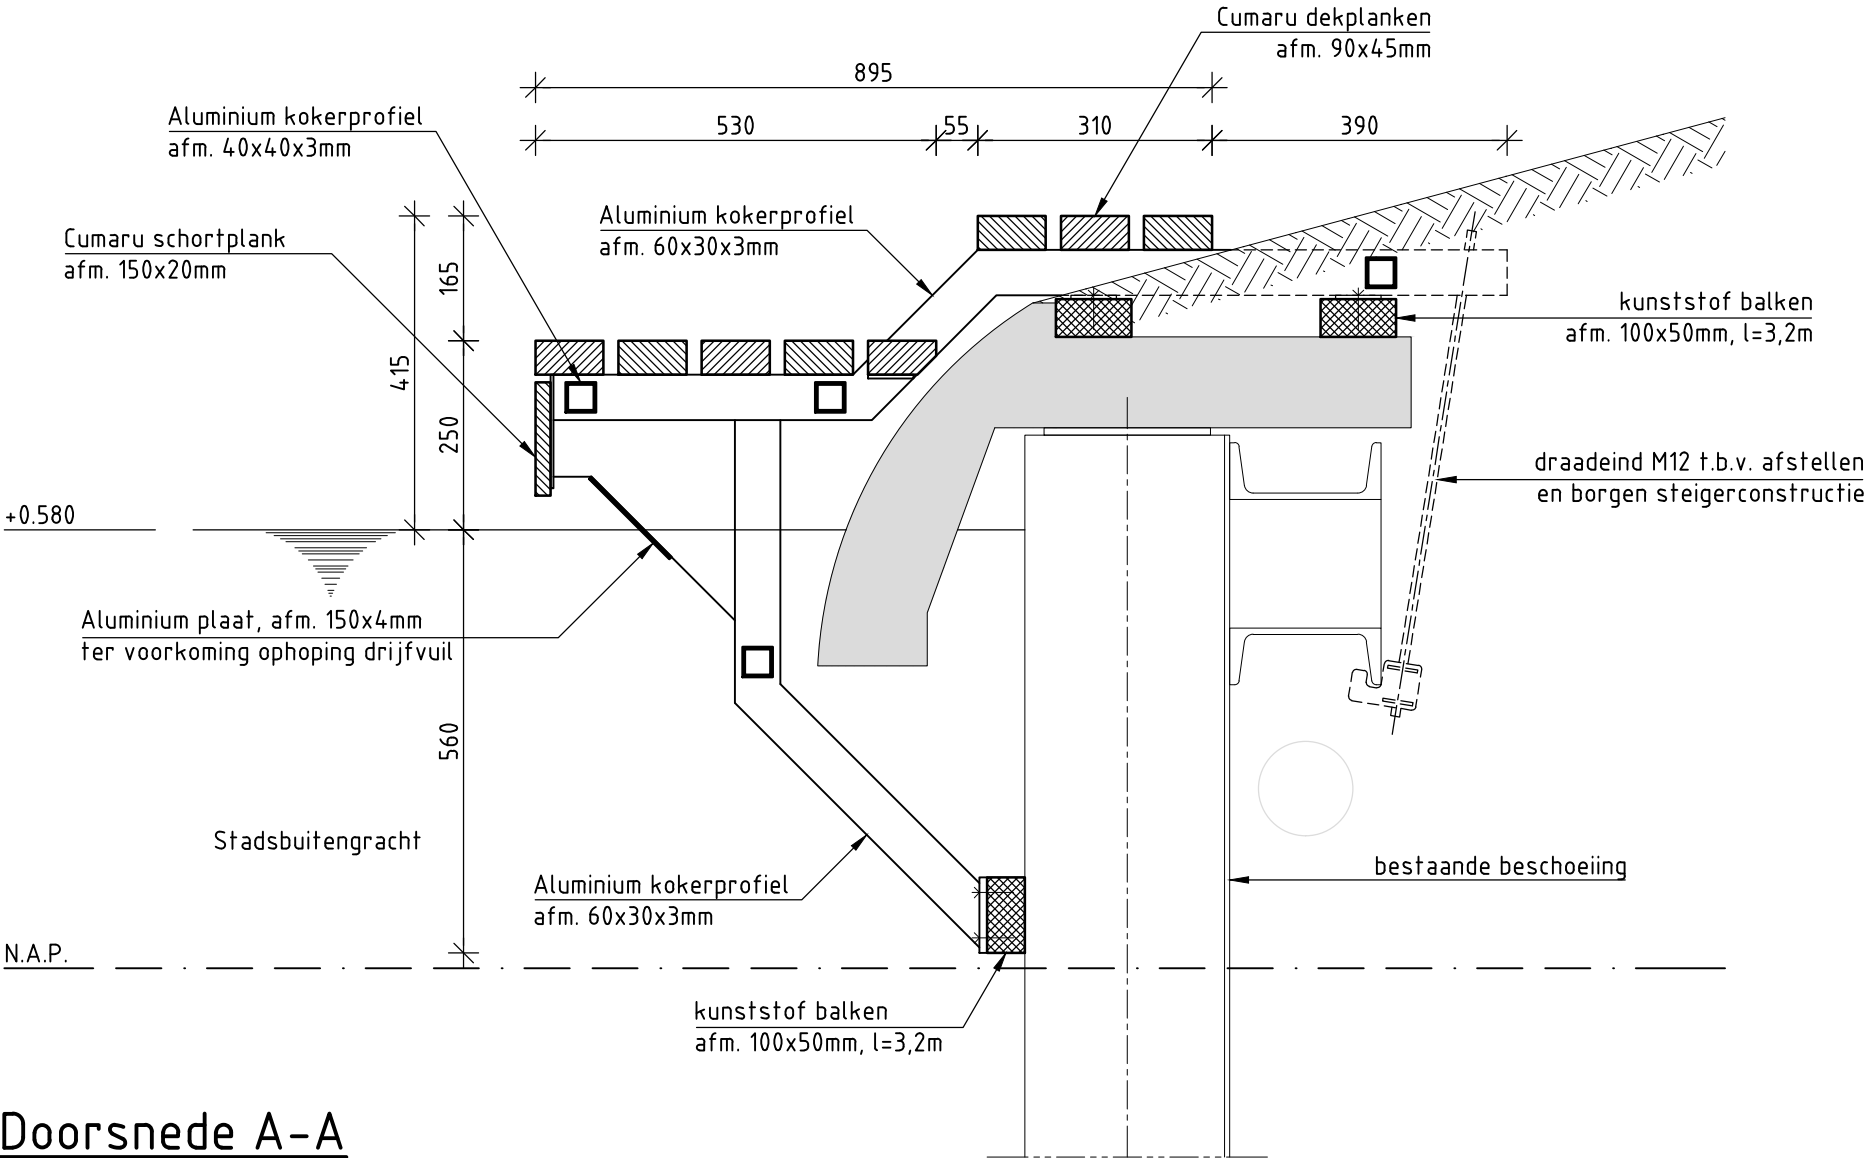 Cumaru dekplanken
afm. 90x45mm
895
Aluminium kokerprofiel
afm. 40x40x3mm
530
55
310
390
Aluminium kokerprofiel
afm. 60x30x3mm
Cumaru schortplank
afm. 150x20mm
165
kunststof balken
afm. 100x50mm, l=3,2m
415
250
draadeind M12 t.b.v. afstellen
en borgen steigerconstructie
+0.580
Aluminium plaat, afm. 150x4mm
ter voorkoming ophoping drijfvuil
560
Stadsbuitengracht
bestaande beschoeiing
Aluminium kokerprofiel
afm. 60x30x3mm
N.A.P.
kunststof balken
afm. 100x50mm, l=3,2m
Doorsnede A-A